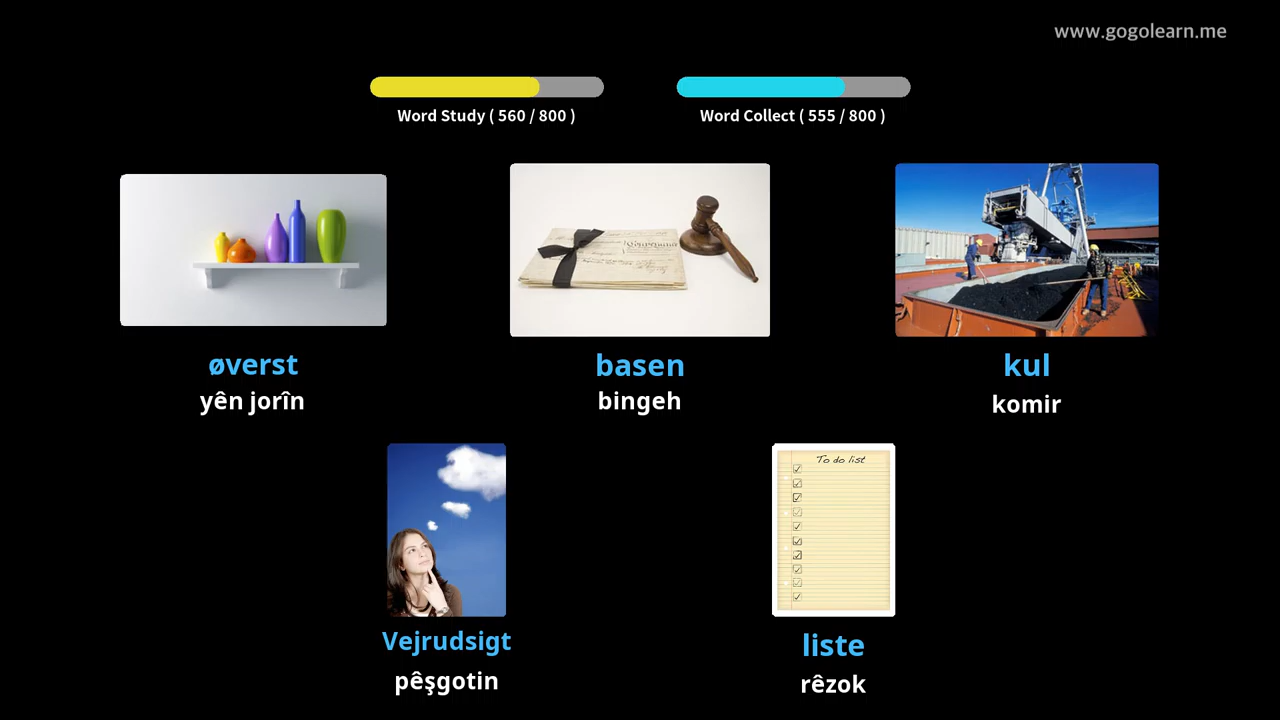 www.gogolearn.me
Word Study ( 560 / 800 )
Word Collect ( 555 / 800 )
øverst
yên jorîn
basen
bingeh
kul
komir
To do list
Vejrudsigt
pêşgotin
liste
rêzok